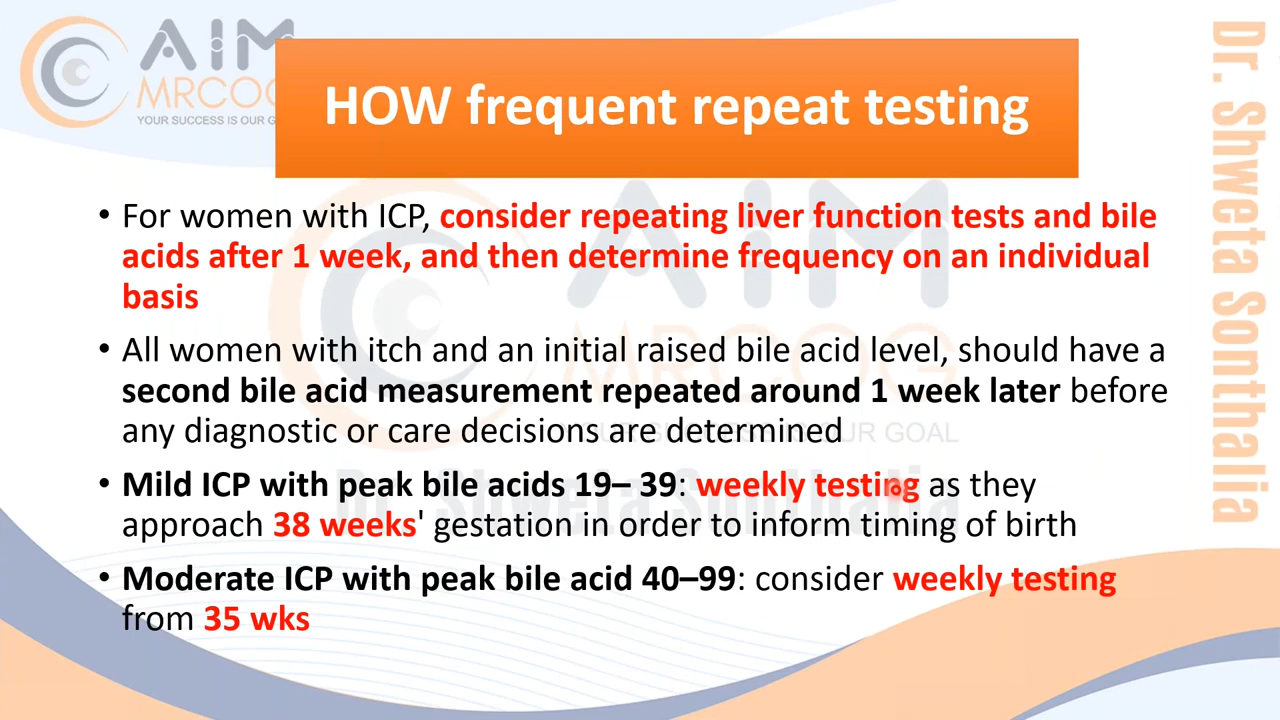 AIM
MRCOG
YOUR SUCCESS IS OUR G
HOW frequent repeat testing
Dr. Shweta Sonthalia
• For women with ICP, consider repeating liver function tests and bile
acids after 1 week, and then determine frequency on an individual
basis
• All women with itch and an initial raised bile acid level, should have a
second bile acid measurement repeated around 1 week later before
any diagnostic or care decisions are determined
• Mild ICP with peak bile acids 19– 39: weekly testing as they
approach 38 weeks' gestation in order to inform timing of birth
• Moderate ICP with peak bile acid 40–99: consider weekly testing
from 35 wks